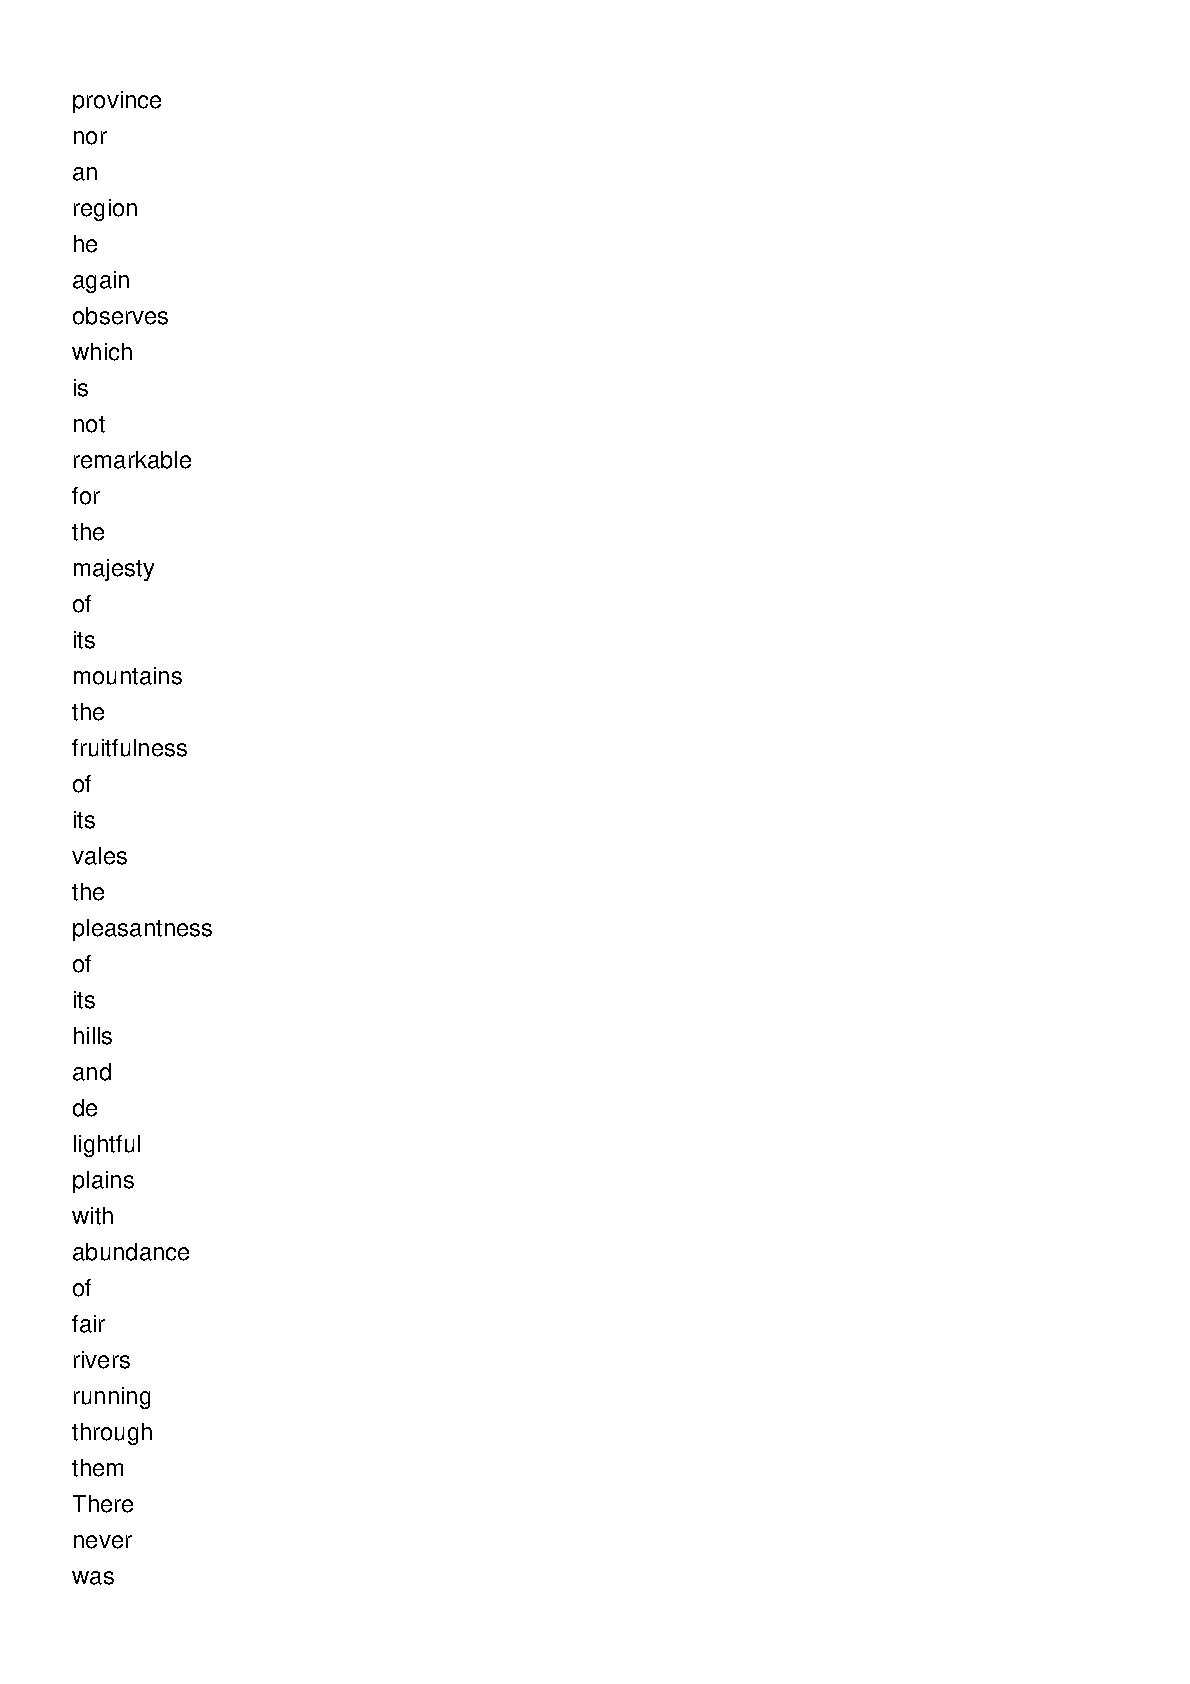 province
nor
an
region
he
again
observes
which
is
not
remarkable
for
the
majesty
of
its
mountains
the
fruitfulness
of
its
vales
the
pleasantness
of
its
hills
and
de
lightful
plains
with
abundance
of
fair
rivers
running
through
them
There
never
was